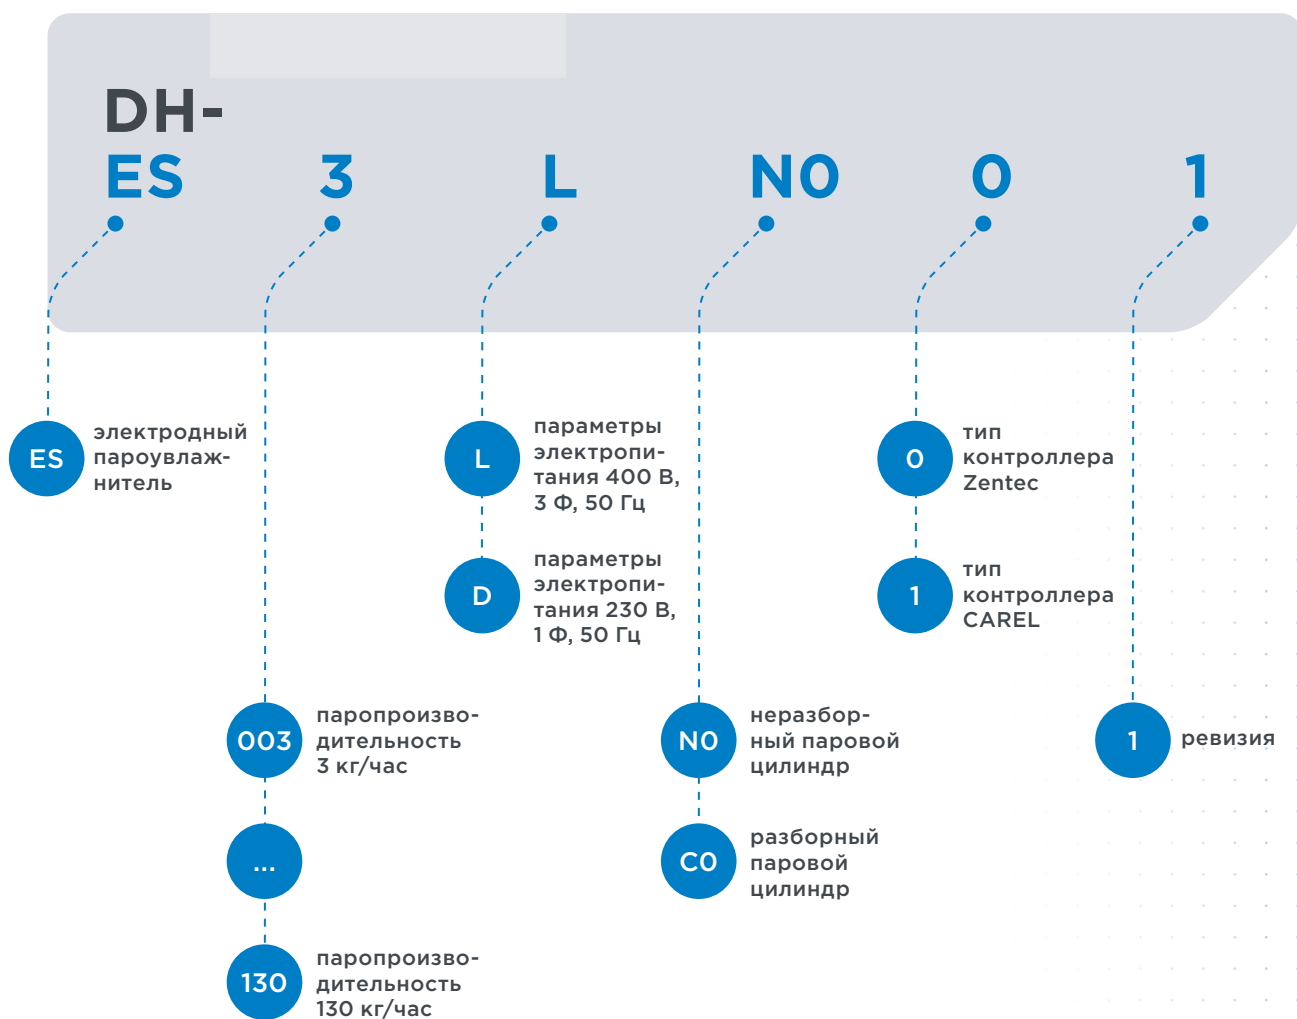 DH-
ES 3 L N0 0 1
ES
электродный
пароувлаж-
нитель
L
параметры
электропи-
тания 400 В,
3 Ф, 50 Гц
0
тип
контроллера
Zentec
D
параметры
электропи-
тания 230 В,
1 Ф, 50 Гц
1
тип
контроллера
CAREL
003
паропроизво-
дительность
3 кг/час
N0
неразбор-
ный паровой
цилиндр
1
ревизия
...
C0
разборный
паровой
цилиндр
130
паропроизво-
дительность
130 кг/час